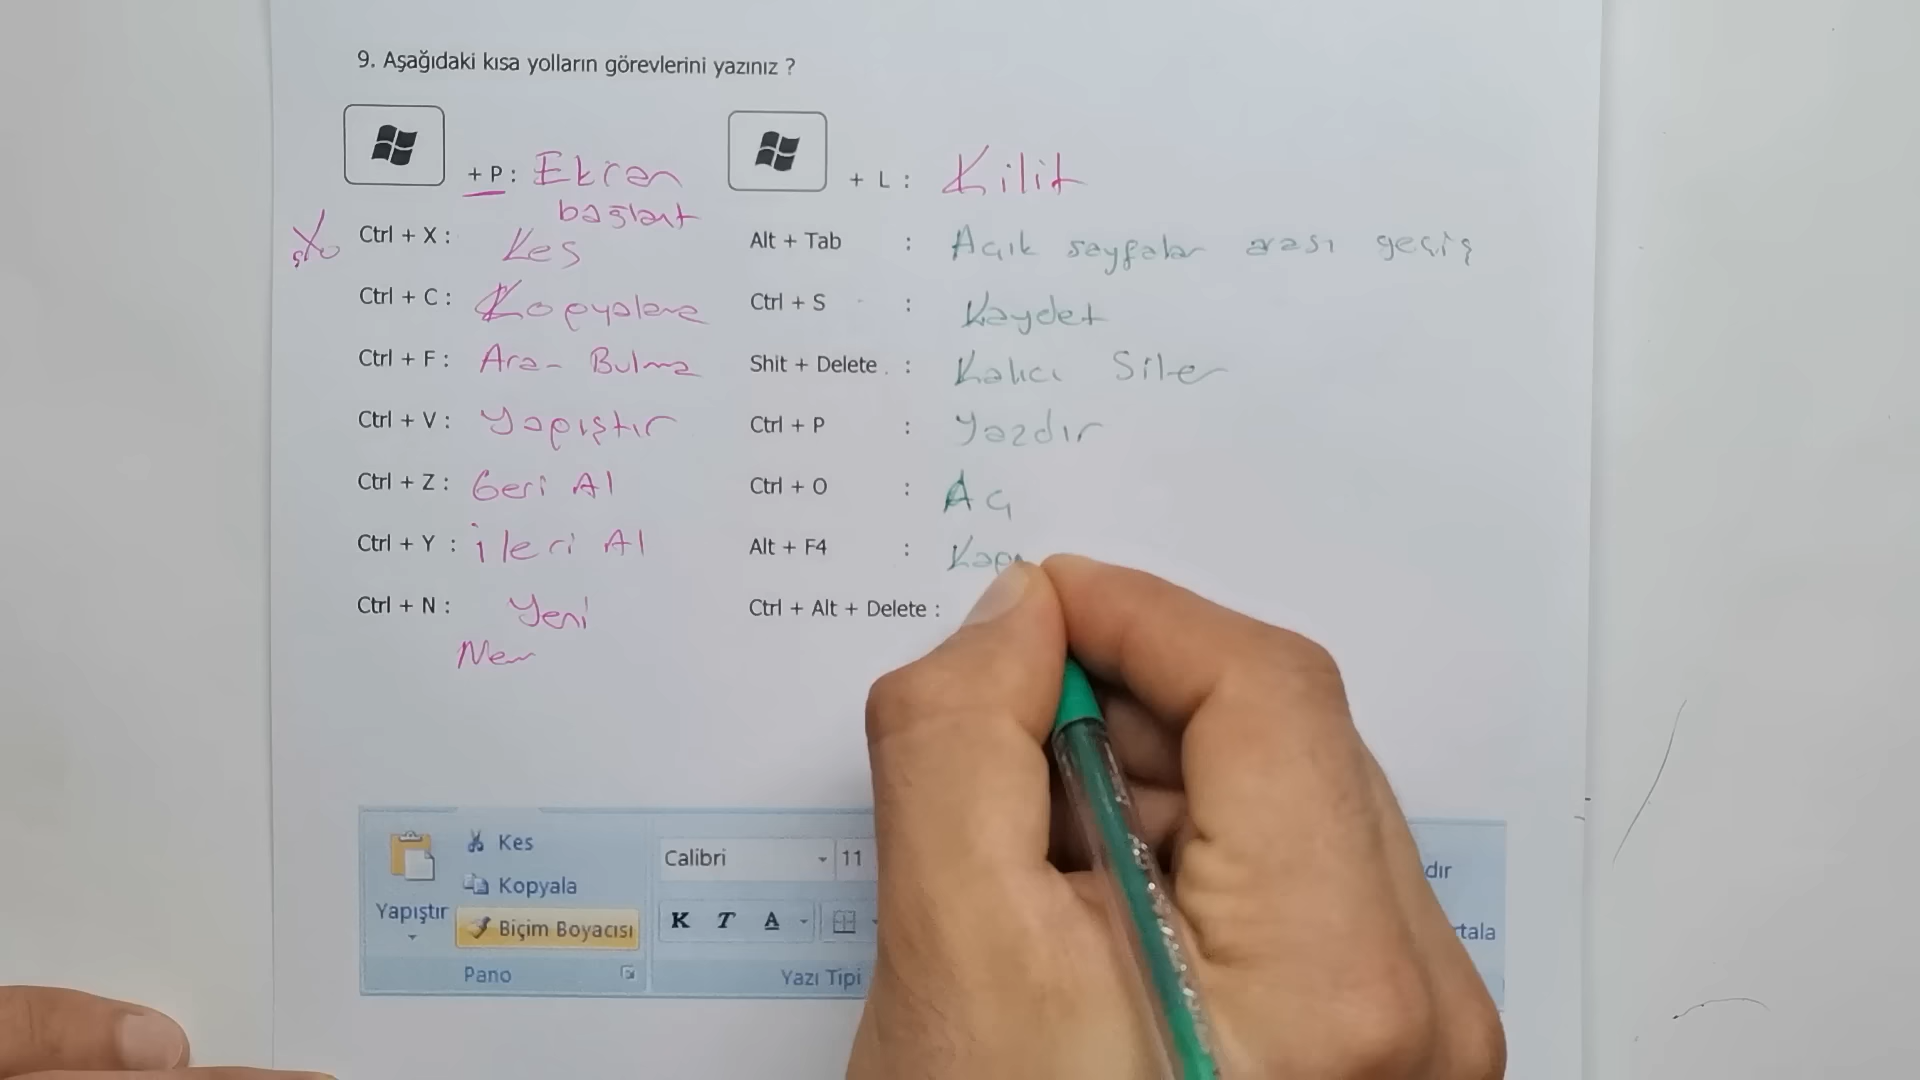 9. Aşağıdaki kısa yolların görevlerini yazınız ?
+ P : Ekran
bağlant
+ L : Kilit
Ctrl + X : Kes
Alt + Tab : Açık sayfalar arası geçiş
Ctrl + C : Kopyalama
Ctrl + S : Kaydet
Ctrl + F : Ara- Bulma
Shit + Delete : Kalıcı Siler
Ctrl + V : Yapıştır
Ctrl + P : Yazdır
Ctrl + Z : Geri Al
Ctrl + O : Aç
Ctrl + Y : İleri Al
Alt + F4 : Kap
Ctrl + N : Yeni
New
Ctrl + Alt + Delete :
Yapıştır
Kes
Kopyala
Biçim Boyacısı
Pano
Calibri 11
K T A
Yazı Tipi
dır
rtala